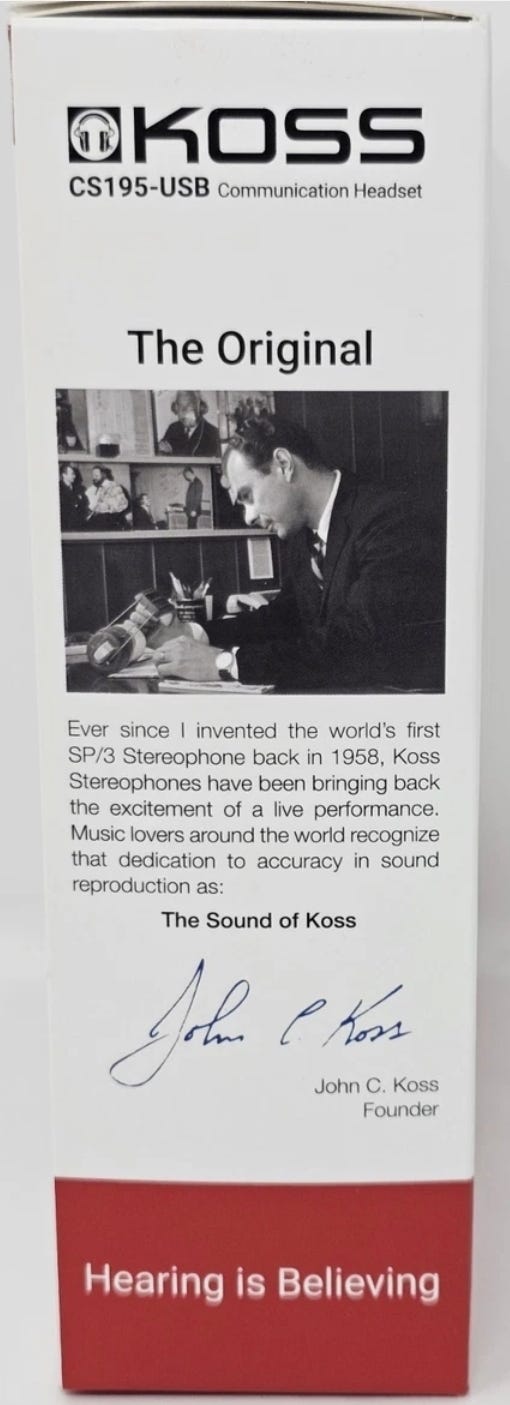 KOSS
CS195-USB Communication Headset
The Original
Ever since I invented the world's first
SP/3 Stereophone back in 1958, Koss
Stereophones have been bringing back
the excitement of a live performance.
Music lovers around the world recognize
that dedication to accuracy in sound
reproduction as:
The Sound of Koss
John C. Koss
John C. Koss
Founder
Hearing is Believing